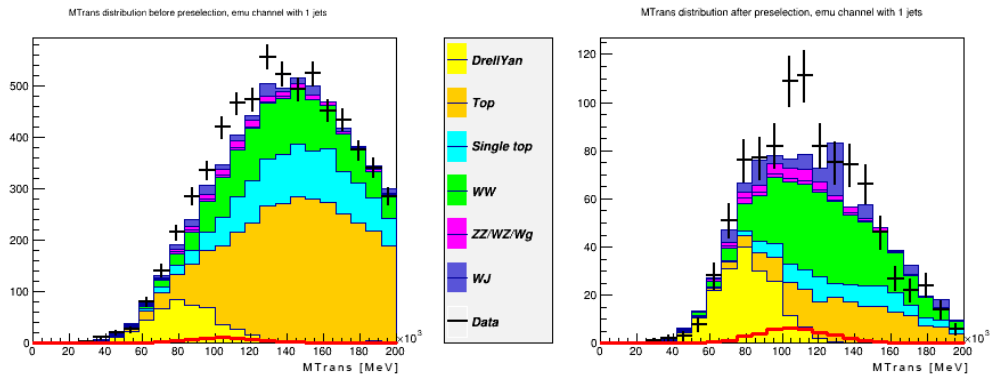 MTrans distribution before preselection, emu channel with 1 jets
500
400
300
200
100
0
0 20 40 60 80 100 120 140 160 180 200
×10³
MTrans [MeV]
DrellYan
Top
Single top
WW
ZZ/WZ/Wg
WJ
Data
MTrans distribution after preselection, emu channel with 1 jets
120
100
80
60
40
20
0
0 20 40 60 80 100 120 140 160 180 200
×10³
MTrans [MeV]